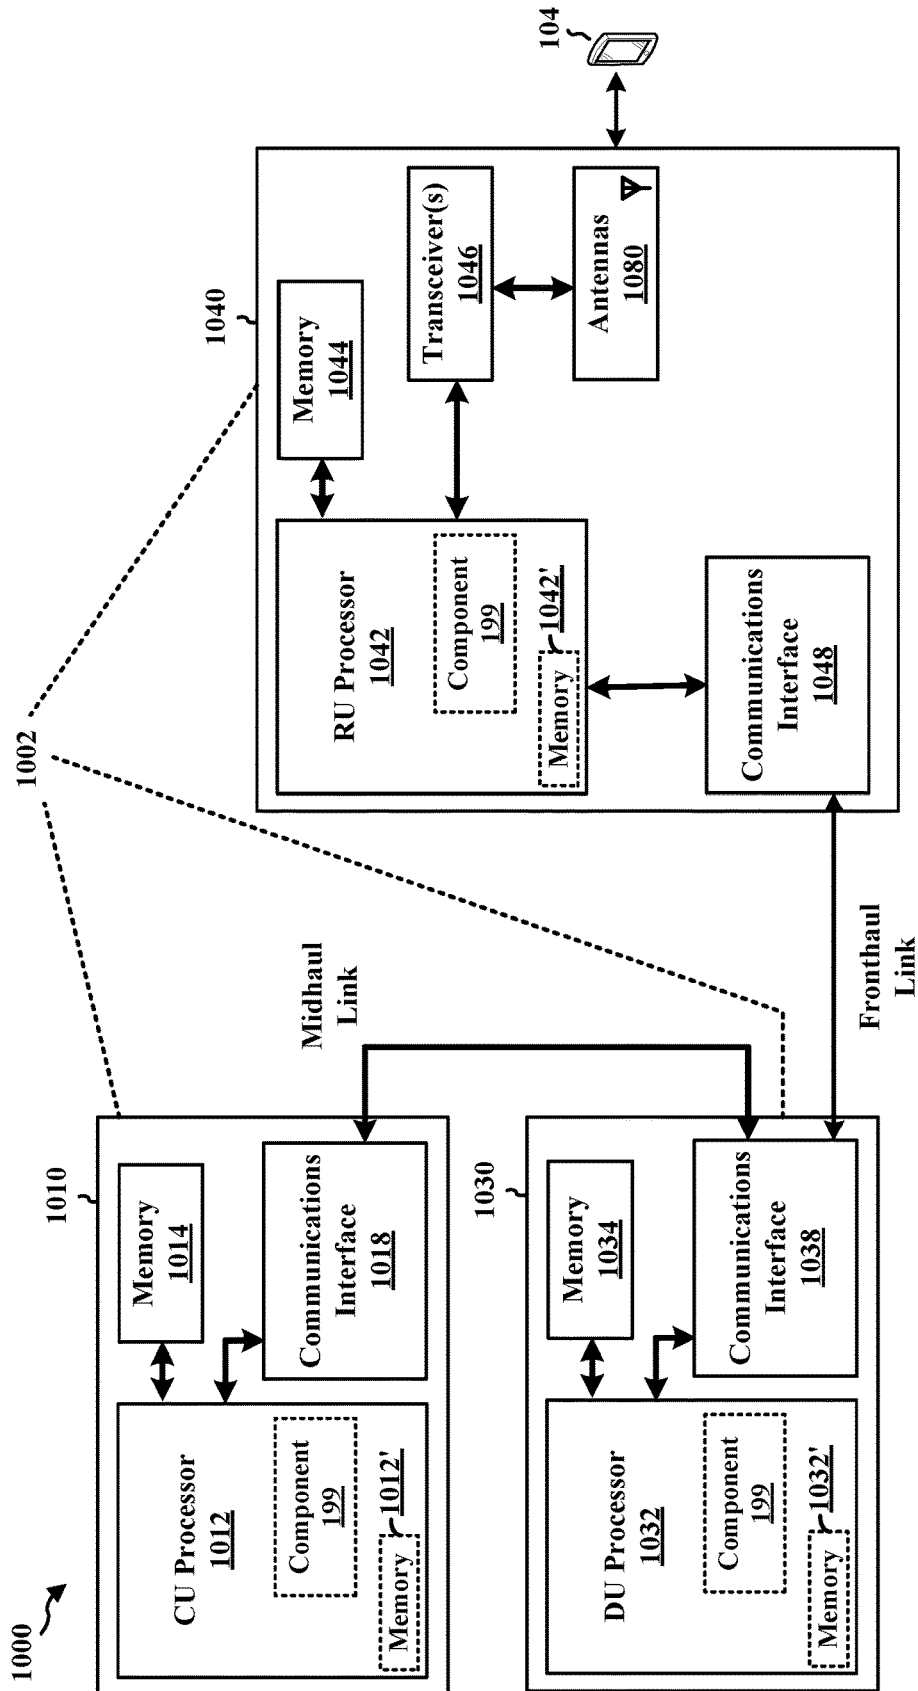 1000
1002
1010
CU Processor
1012
Component
199
Memory
1012'
Memory
1014
Communications
Interface
1018
Midhaul
Link
1030
DU Processor
1032
Component
199
Memory
1032'
Memory
1034
Communications
Interface
1038
Fronthaul
Link
1040
RU Processor
1042
Component
199
Memory
1042'
Memory
1044
Transceiver(s)
1046
Antennas
1080
Communications
Interface
1048
104